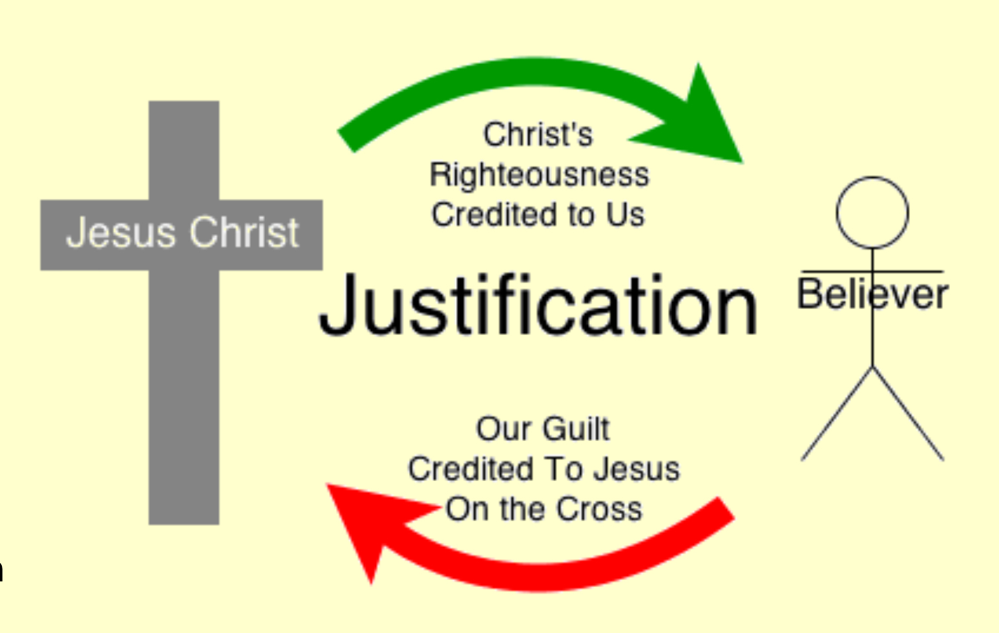 Christ's
Righteousness
Credited to Us
Jesus Christ
Justification
Believer
Our Guilt
Credited To Jesus
On the Cross